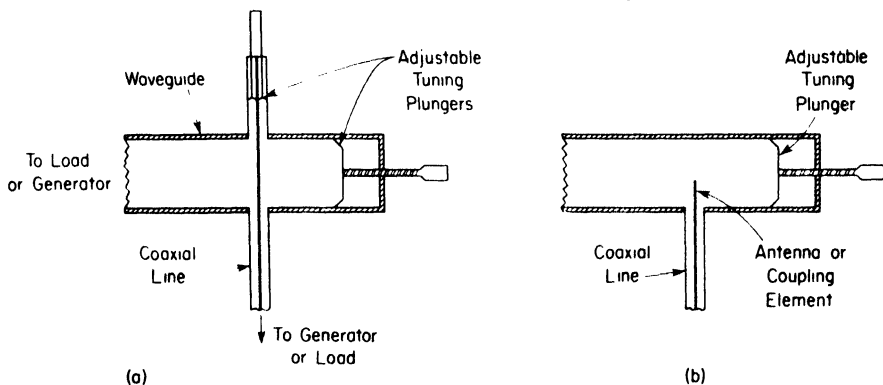 Waveguide
Adjustable
Tuning
Plungers
To Load
or Generator
Coaxial
Line
To Generator
or Load
(a)
Adjustable
Tuning
Plunger
Coaxial
Line
Antenna or
Coupling
Element
(b)